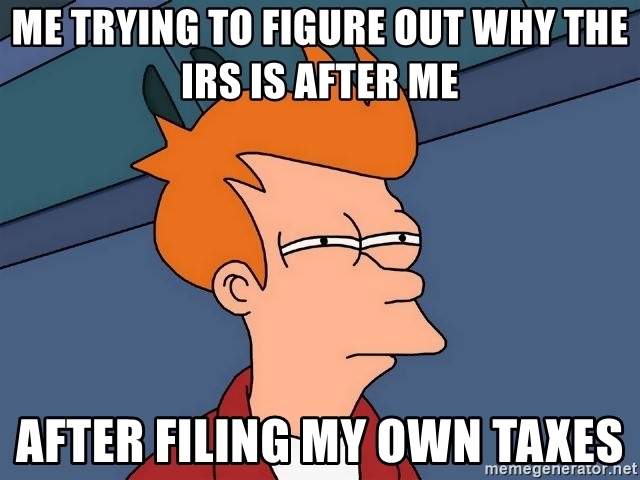 ME TRYING TO FIGURE OUT WHY THE
IRS IS AFTER ME
AFTER FILING MY OWN TAXES
memegenerator.net